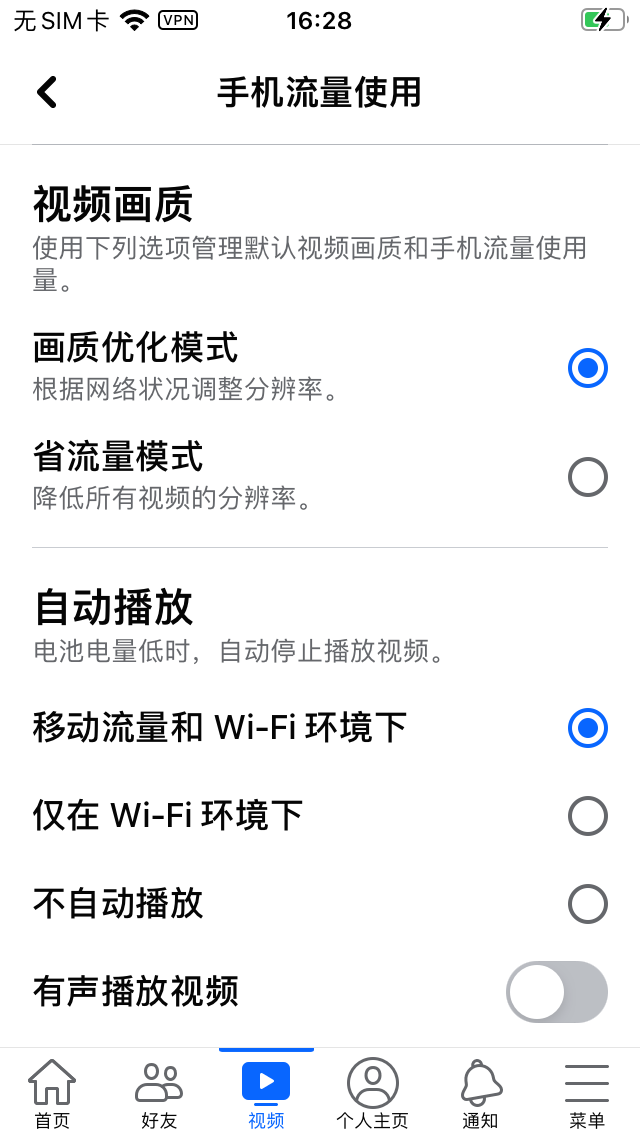 无SIM卡 VPN 16:28
手机流量使用
视频画质
使用下列选项管理默认视频画质和手机流量使用
量。
画质优化模式
根据网络状况调整分辨率。
省流量模式
降低所有视频的分辨率。
自动播放
电池电量低时，自动停止播放视频。
移动流量和 Wi-Fi 环境下
仅在 Wi-Fi 环境下
不自动播放
有声播放视频
首页 好友 视频 个人主页 通知 菜单